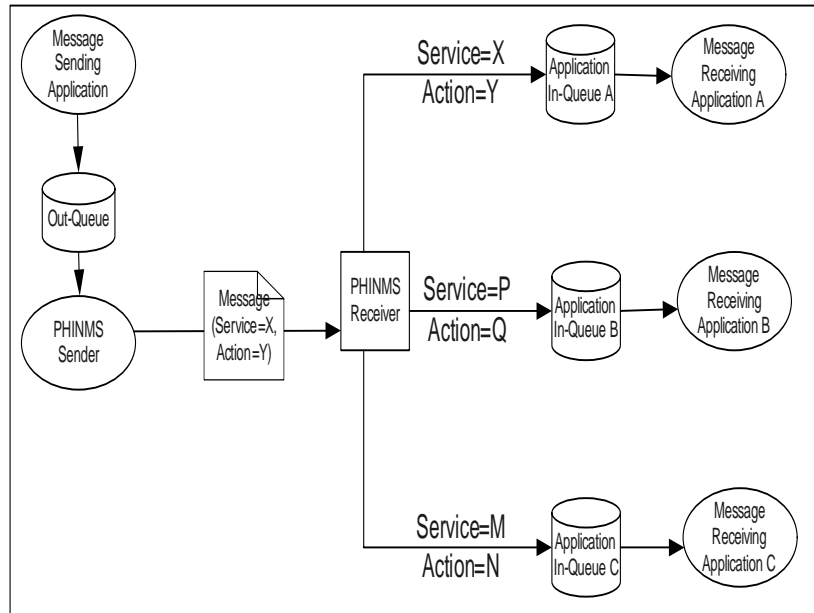 Message
Sending
Application
Out-Queue
PHINMS
Sender
Message
(Service=X,
Action=Y)
PHINMS
Receiver
Service=X
Action=Y
Application
In-Queue A
Message
Receiving
Application A
Service=P
Action=Q
Application
In-Queue B
Message
Receiving
Application B
Service=M
Action=N
Application
In-Queue C
Message
Receiving
Application C